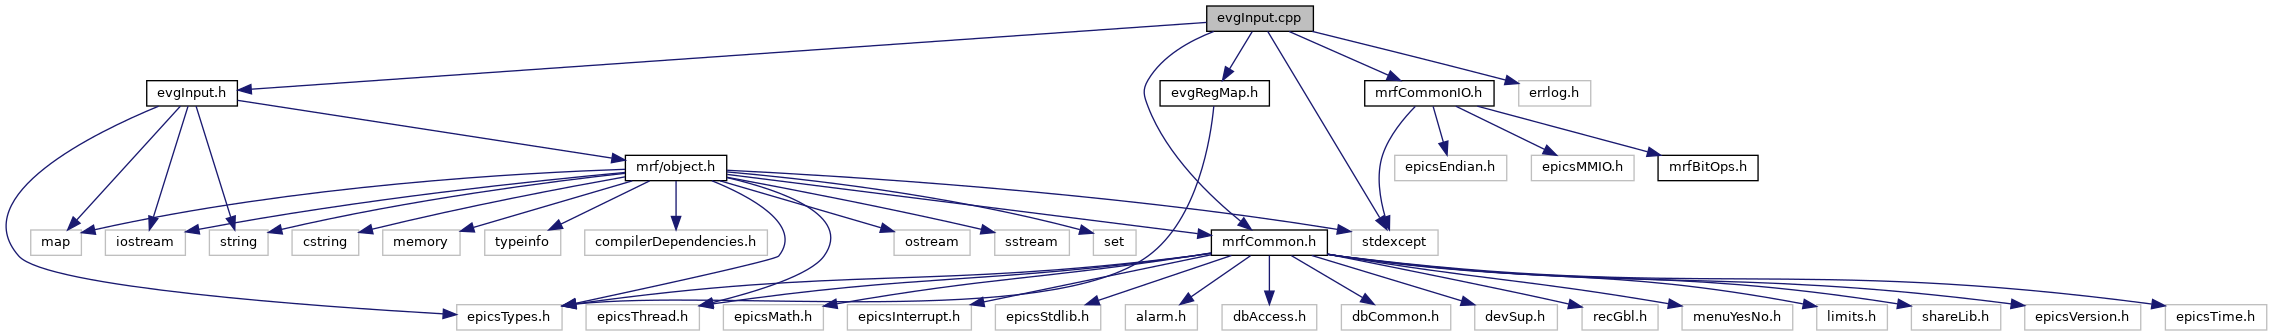 evgInput.cpp
evgInput.h
evgRegMap.h
mrfCommonIO.h
errlog.h
mrf/object.h
epicsEndian.h
epicsMMIO.h
mrfBitOps.h
map
iostream
string
cstring
memory
typeinfo
compilerDependencies.h
ostream
sstream
set
mrfCommon.h
stdexcept
epicsTypes.h
epicsThread.h
epicsMath.h
epicsInterrupt.h
epicsStdlib.h
alarm.h
dbAccess.h
dbCommon.h
devSup.h
recGbl.h
menuYesNo.h
limits.h
shareLib.h
epicsVersion.h
epicsTime.h